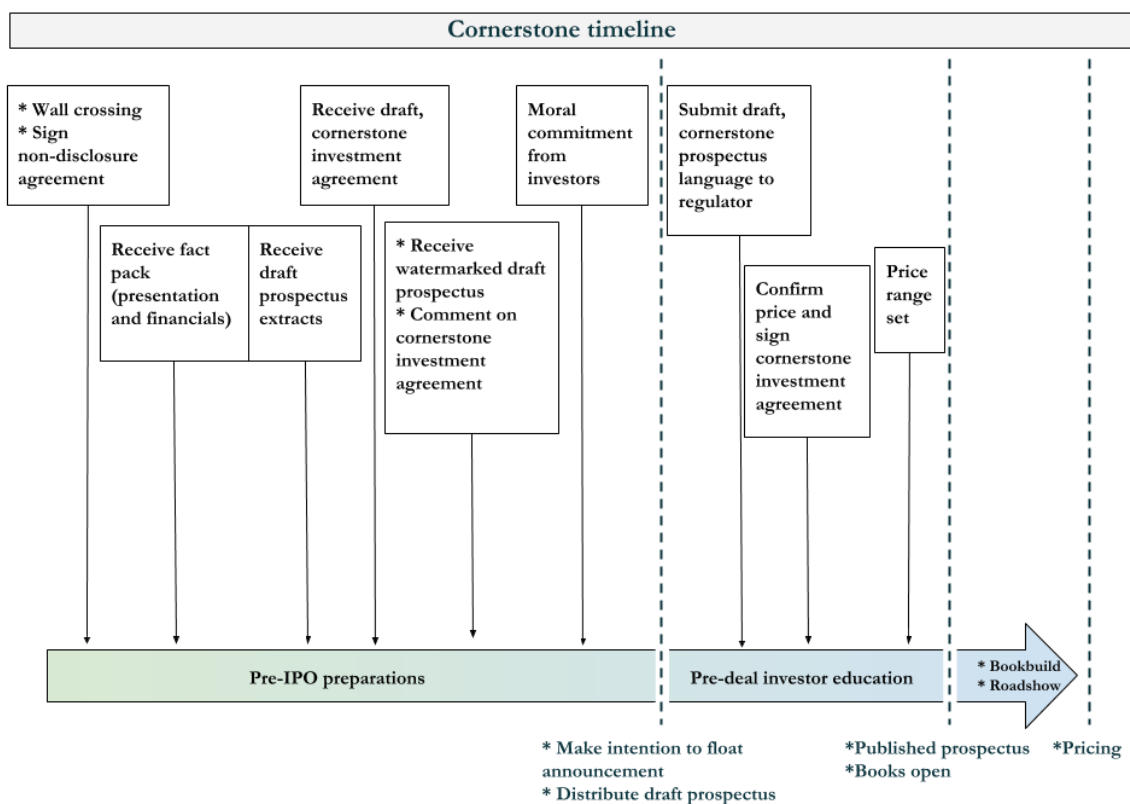 Cornerstone timeline
* Wall crossing
* Sign
non-disclosure
agreement
Receive fact
pack
(presentation
and financials)
Receive
draft
prospectus
extracts
Receive draft,
cornerstone
investment
agreement
* Receive
watermarked draft
prospectus
* Comment on
cornerstone
investment
agreement
Moral
commitment
from
investors
Submit draft,
cornerstone
prospectus
language to
regulator
Confirm
price and
sign
cornerstone
investment
agreement
Price
range
set
Pre-IPO preparations
Pre-deal investor education
* Bookbuild
* Roadshow
* Make intention to float
announcement
* Distribute draft prospectus
*Published prospectus
*Books open
*Pricing